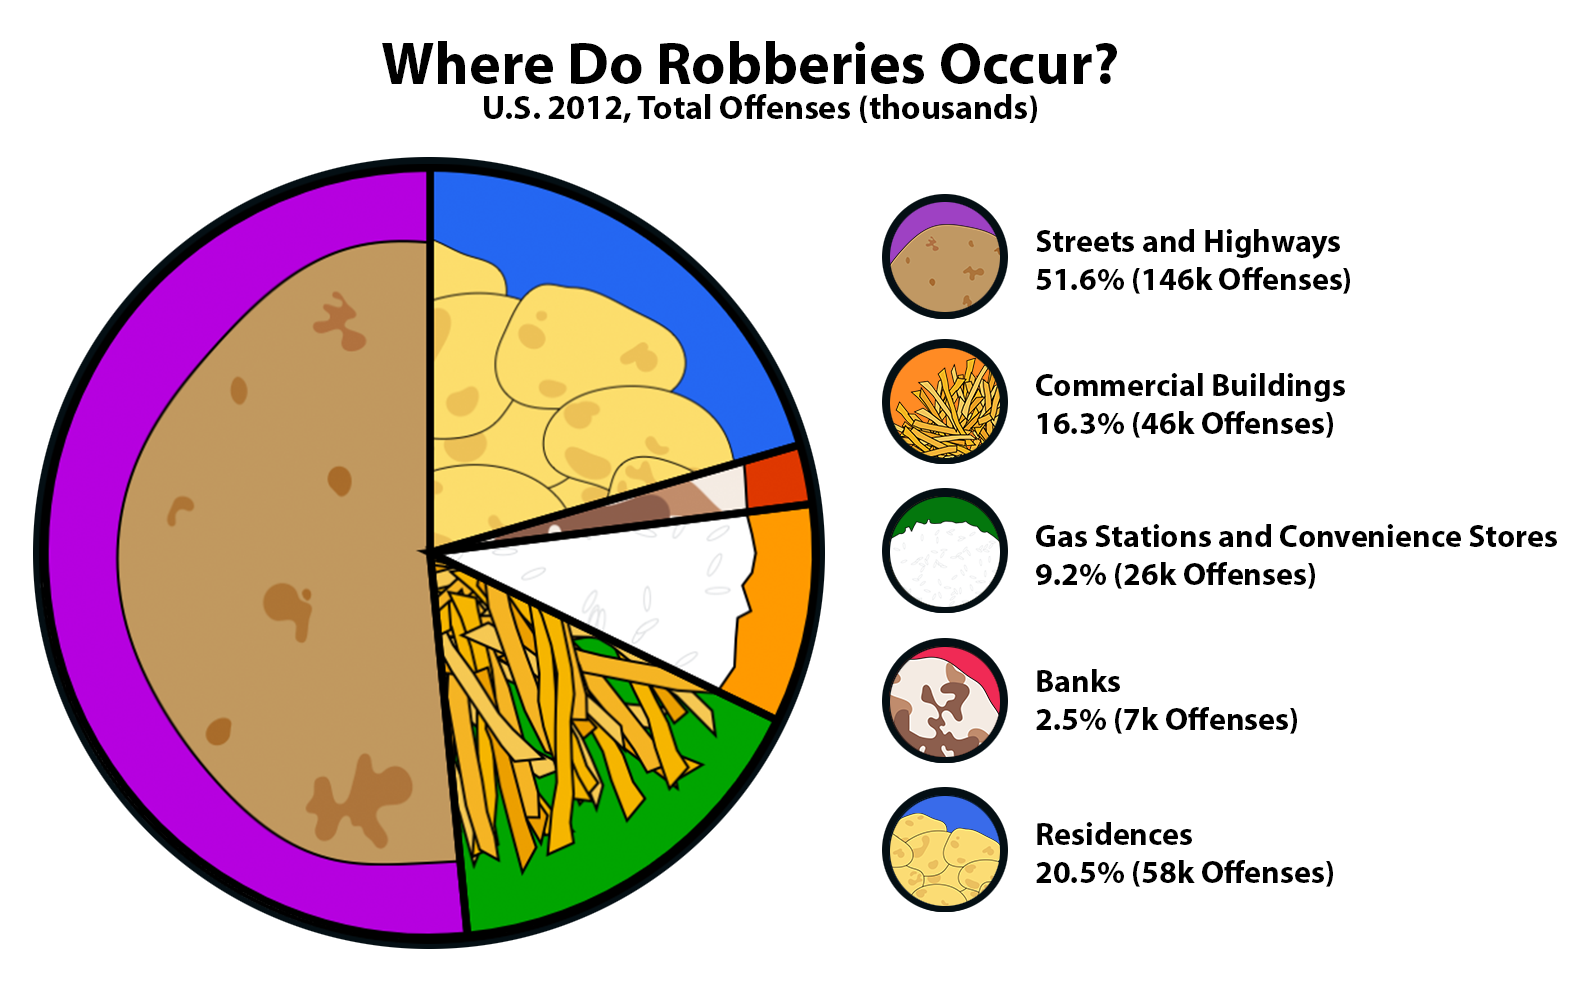 Where Do Robberies Occur?
U.S. 2012, Total Offenses (thousands)
Streets and Highways
51.6% (146k Offenses)
Commercial Buildings
16.3% (46k Offenses)
Gas Stations and Convenience Stores
9.2% (26k Offenses)
Banks
2.5% (7k Offenses)
Residences
20.5% (58k Offenses)